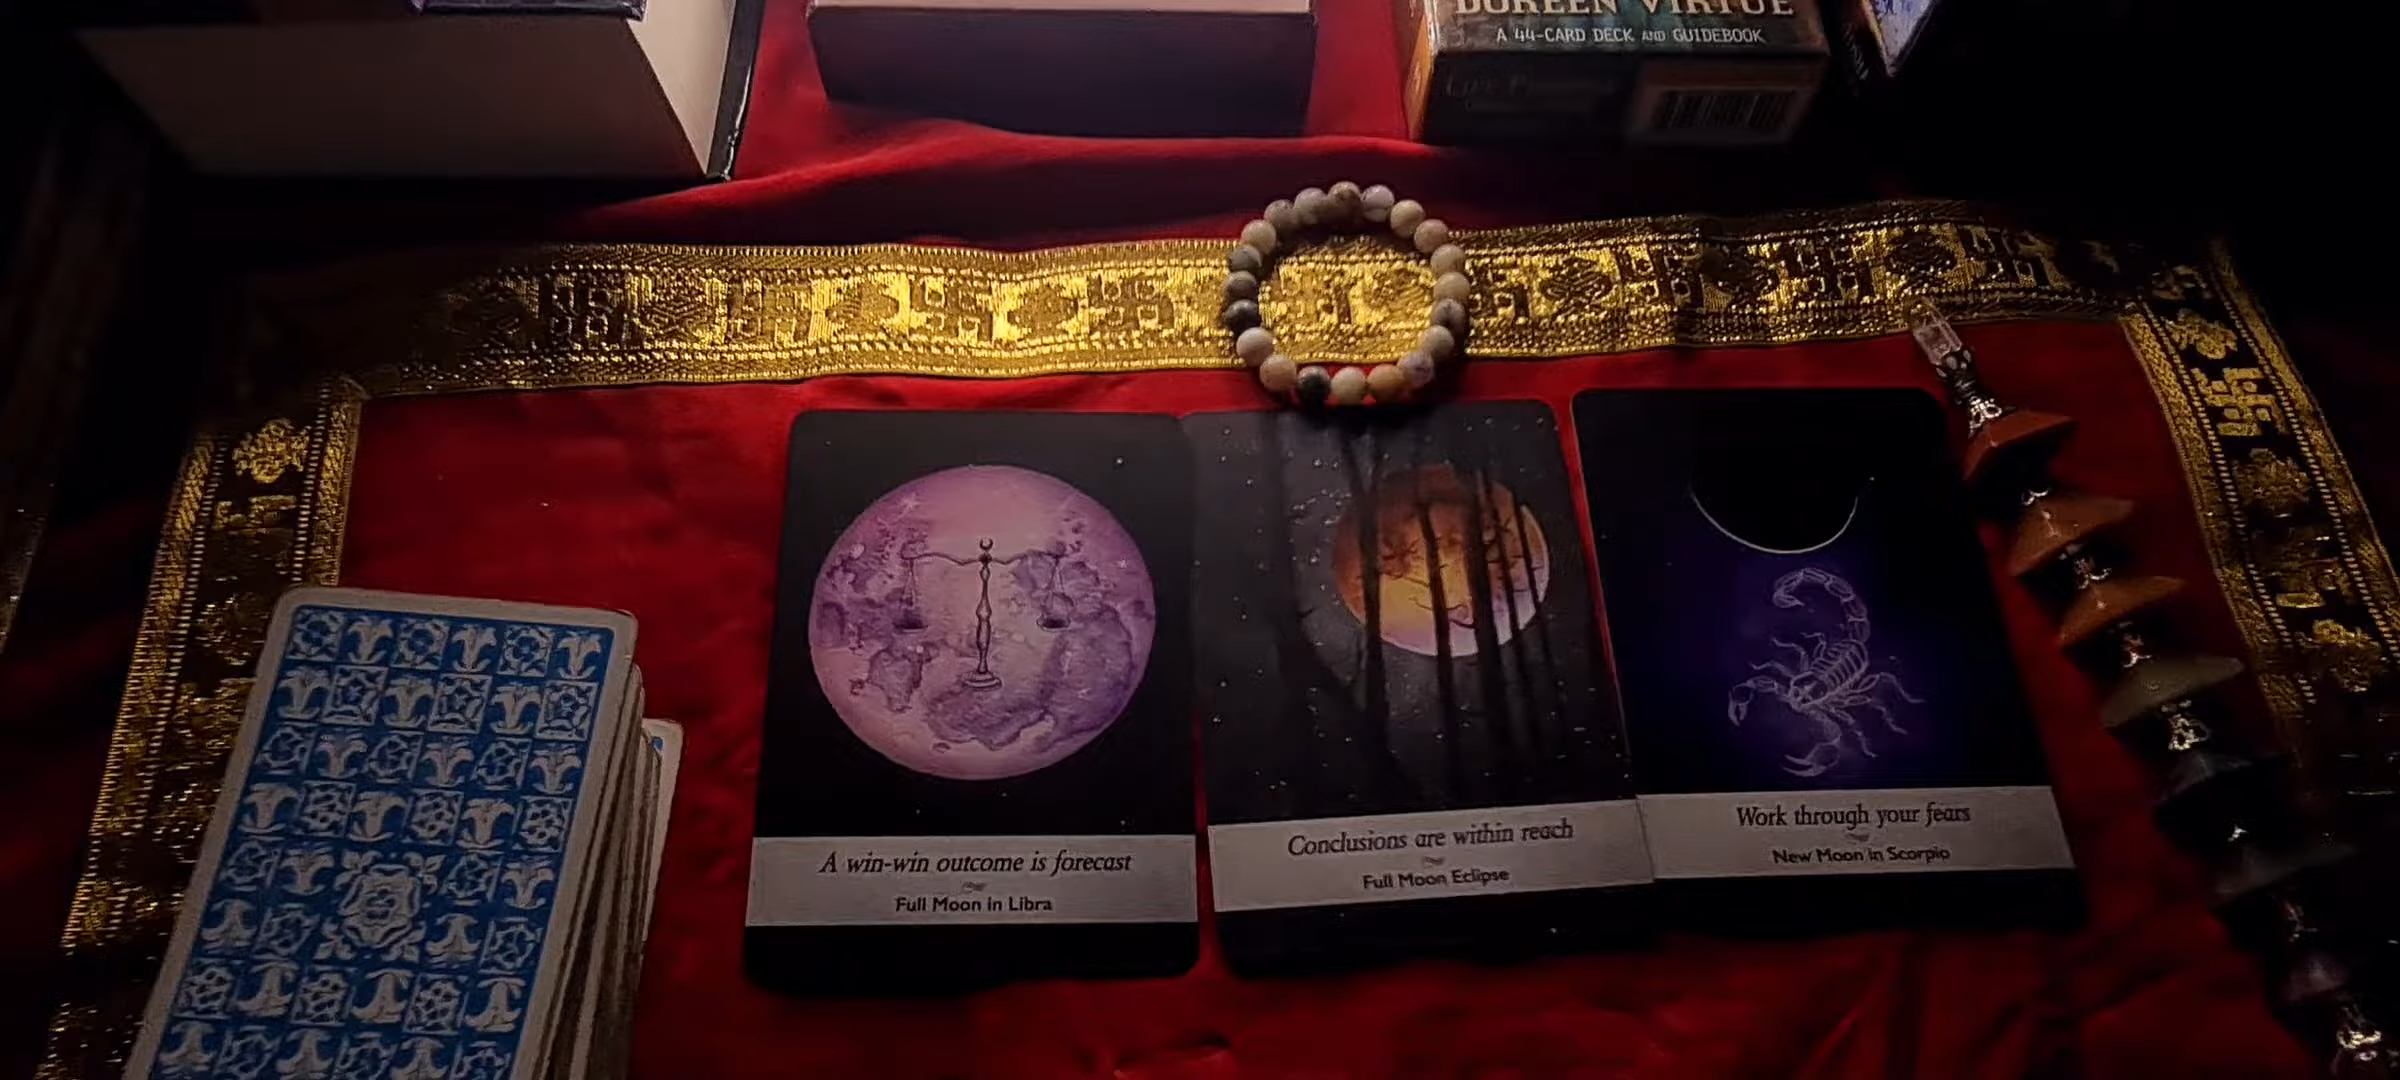 DOREEN VIRTUE
A 44-CARD DECK AND GUIDEBOOK
A win-win outcome is forecast
Full Moon in Libra
Conclusions are within reach
Full Moon Eclipse
Work through your fears
New Moon in Scorpio